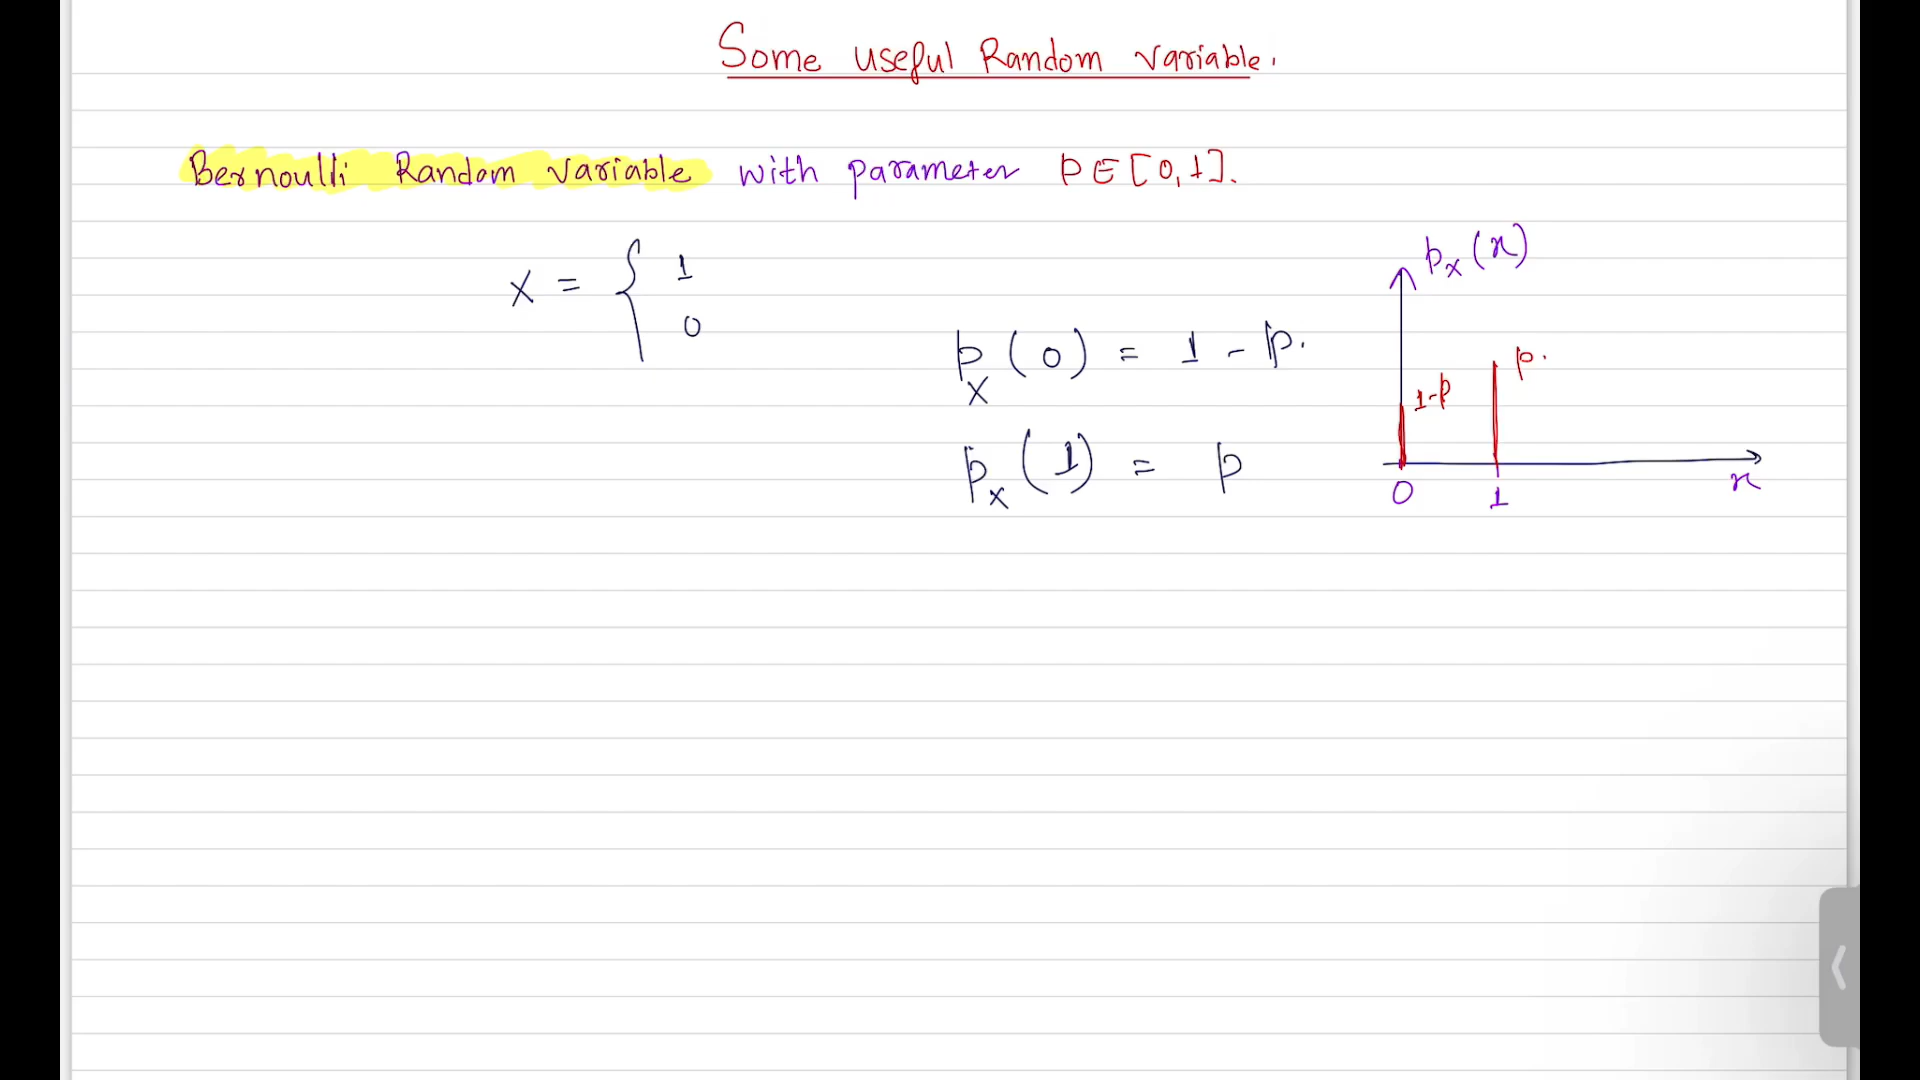 Some useful Random variable.
Bernoulli Random variable with parameter p ∈ [0,1].
X = { 1
0
p_X (0) = 1 - p.
p_X (1) = p
p_X (x)
p.
1-p
0 1 x